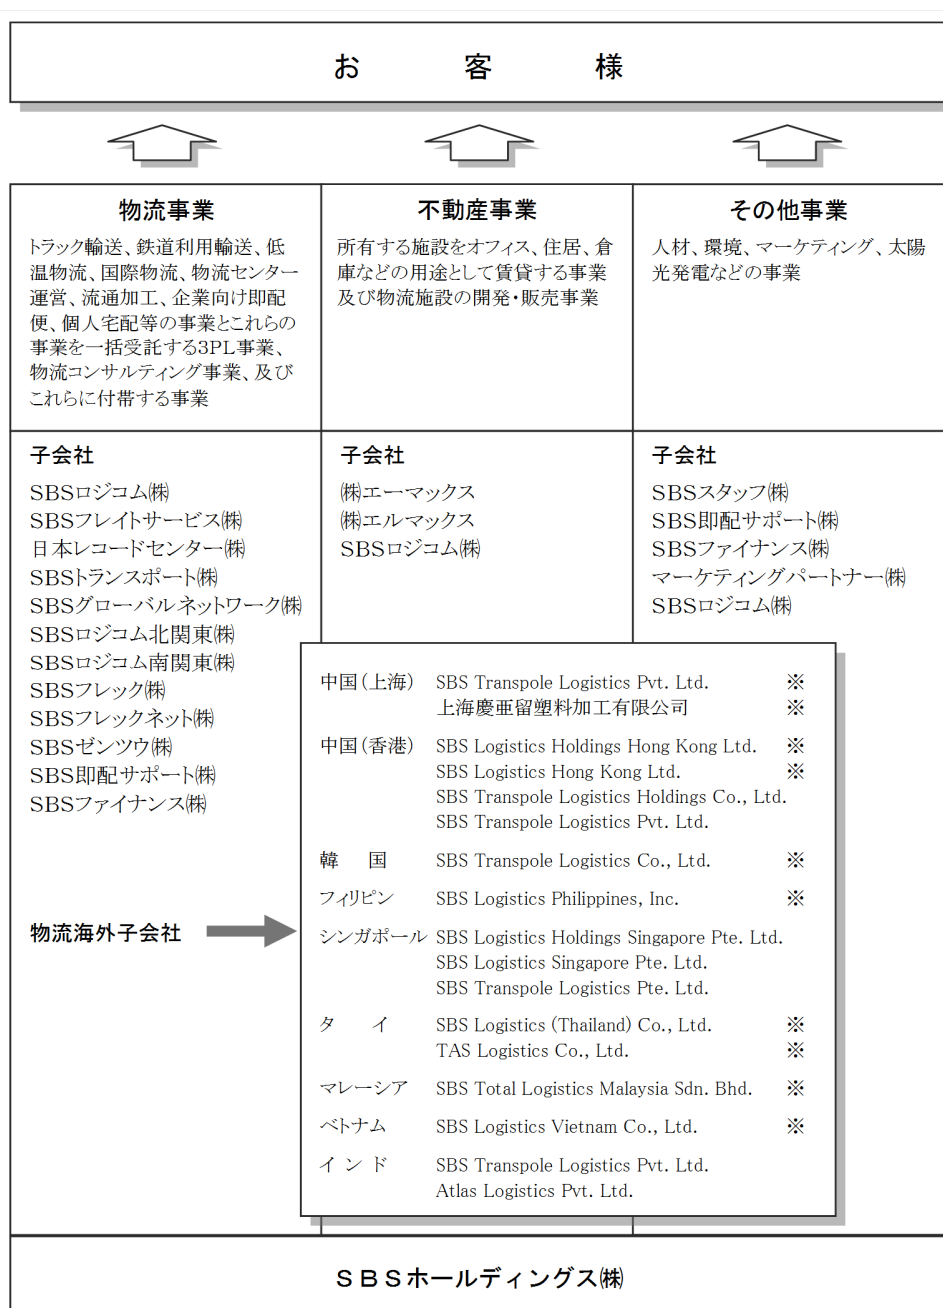 お客様
物流事業
トラック輸送、鉄道利用輸送、低
温物流、国際物流、物流センター
運営、流通加工、企業向け即配
便、個人宅配等の事業とこれらの
事業を一括受託する3PL事業、
物流コンサルティング事業、及び
これらに付帯する事業
不動産事業
所有する施設をオフィス、住居、倉
庫などの用途として賃貸する事業
及び物流施設の開発・販売事業
その他事業
人材、環境、マーケティング、太陽
光発電などの事業
子会社
SBSロジコム㈱
SBSフレイトサービス㈱
日本レコードセンター㈱
SBSトランスポート㈱
SBSグローバルネットワーク㈱
SBSロジコム北関東㈱
SBSロジコム南関東㈱
SBSフレック㈱
SBSフレックネット㈱
SBSゼンツウ㈱
SBS即配サポート㈱
SBSファイナンス㈱
子会社
㈱エーマックス
㈱エルマックス
SBSロジコム㈱
子会社
SBSスタッフ㈱
SBS即配サポート㈱
SBSファイナンス㈱
マーケティングパートナー㈱
SBSロジコム㈱
物流海外子会社
中国（上海） SBS Transpole Logistics Pvt. Ltd. ※
上海慶亜留塑料加工有限公司 ※
中国（香港） SBS Logistics Holdings Hong Kong Ltd. ※
SBS Logistics Hong Kong Ltd. ※
SBS Transpole Logistics Holdings Co., Ltd.
SBS Transpole Logistics Pvt. Ltd.
韓国 SBS Transpole Logistics Co., Ltd. ※
フィリピン SBS Logistics Philippines, Inc. ※
シンガポール SBS Logistics Holdings Singapore Pte. Ltd.
SBS Logistics Singapore Pte. Ltd.
SBS Transpole Logistics Pte. Ltd.
タイ SBS Logistics (Thailand) Co., Ltd. ※
TAS Logistics Co., Ltd. ※
マレーシア SBS Total Logistics Malaysia Sdn. Bhd. ※
ベトナム SBS Logistics Vietnam Co., Ltd. ※
インド SBS Transpole Logistics Pvt. Ltd.
Atlas Logistics Pvt. Ltd.
ＳＢＳホールディングス㈱